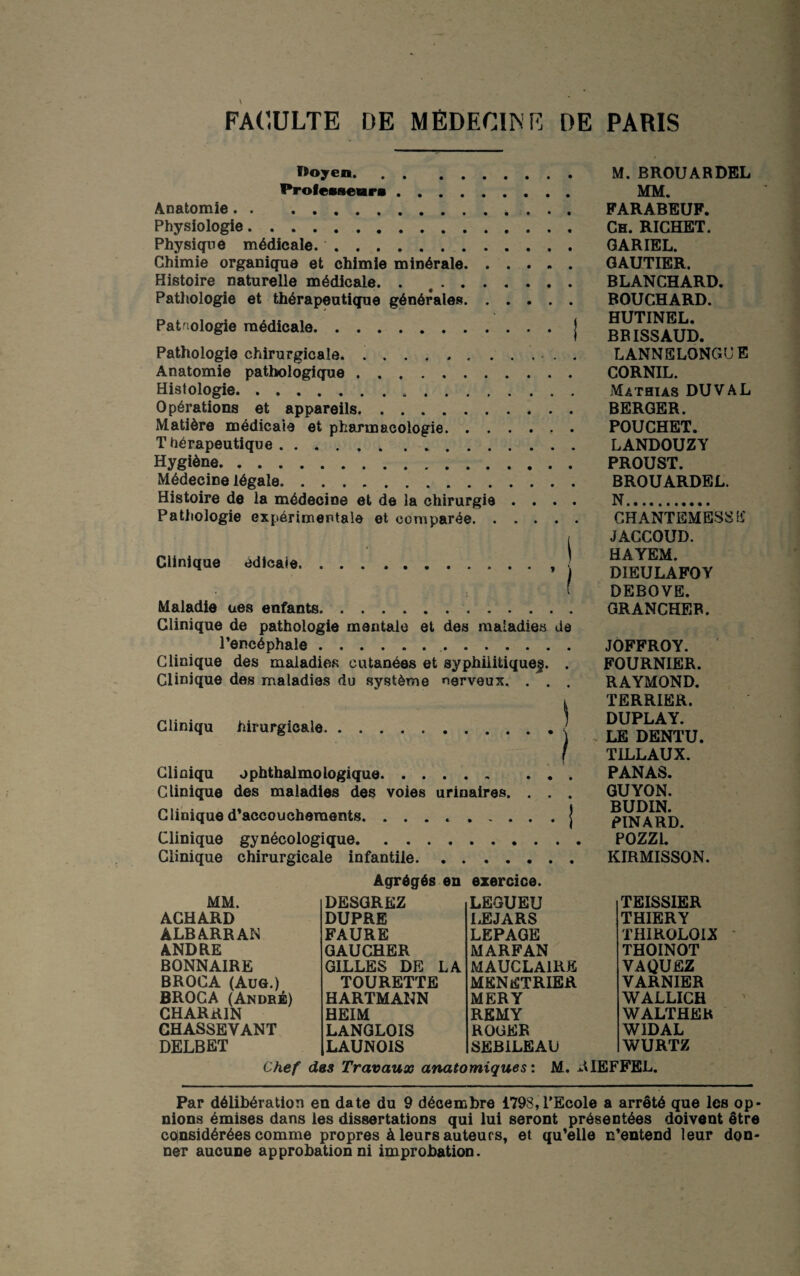 FACULTE DE MÉDECINE DE PARIS
Doyen. . . . . . . . . . M. BROUARDEL
Professeurs . . . . . . . . . MM.
Anatomie . . . . . . . . . . . . . . . FARABEUF.
Physiologie . . . . . . . . . . . . . . . CH. RICHET.
Physique médicale. . . . . . . . . . . . . GARIEL.
Chimie organique et chimie minérale. . . . . . GAUTIER.
Histoire naturelle médicale. . . . . . . . . BLANCHARD.
Pathologie et thérapeutique générales. . . . . . BOUCHARD.
Pathologie médicale. . . . . . . . . . . { HUTINEL.
BRISSAUD.
Pathologie chirurgicale. . . . . . . . . . . . LANNELONGUE
Anatomie pathologique . . . . . . . . . . . CORNIL.
Histologie. . . . . . . . . . . . . . . . MATHIAS DUVAL
Opérations et appareils. . . . . . . . . . . BERGER.
Matière médicale et pharmacologie. . . . . . . POUCHET.
Thérapeutique . . . . . . . . . . . . . . LANDOUZY
Hygiène. . . . . . . . . . . . . . . . . PROUST.
Médecine légale. . . . . . . . . . . . . . BROUARDEL.
Histoire de la médecine et de la chirurgie . . . . N...........
Pathologie expérimentale et comparée. . . . . . CHANTEMESSE
JACCOUD.
Clinique édicale. . . . . . . . . . . . , } HAYEM.
DIEULAFOY
DEBOVE.
Maladie des enfants. . . . . . . . . . . . . GRANCHER.
Clinique de pathologie mentale et des maladies de
l'encéphale . . . . . . . . . . . . . . JOFFROY.
Clinique des maladies cutanées et syphilitiques. . FOURNIER.
Clinique des maladies du système nerveux. . . . RAYMOND.
TERRIER.
Cliniqu hirurgicale. . . . . . . . . . . . } DUPLAY.
LE DENTU.
TILLAUX.
Cliniqu ophthalmologique. . . . . . . . . PANAS.
Clinique des maladies des voies urinaires. . . . GUYON.
Clinique d'accouchements. . . . . . . . . . { BUDIN.
PINARD.
Clinique gynécologique. . . . . . . . . . . POZZI.
Clinique chirurgicale infantile. . . . . . . . KIRMISSON.
Agrégés en exercice.
MM. DESGREZ LEGUEU TEISSIER
ACHARD DUPRE LEJARS THIERY
ALBARRAN FAURE LEPAGE THIROLOIX
ANDRE GAUCHER MARFAN THOINOT
BONNAIRE GILLES DE LA MAUCLAIRE VAQUEZ
BROCA (AUG.) TOURETTE MENETRIER VARNIER
BROCA (ANDRÉ) HARTMANN MERY WALLICH
CHARRIN HEIM REMY WALTHER
CHASSEVANT LANGLOIS ROGER WIDAL
DELBET LAUNOIS SEBILEAU WURTZ
Chef des Travaux anatomiques : M. RIEFFEL.
Par délibération en date du 9 décembre 1798, l'Ecole a arrêté que les op-
nions émises dans les dissertations qui lui seront présentées doivent être
considérées comme propres à leurs auteurs, et qu'elle n'entend leur don-
ner aucune approbation ni improbation.